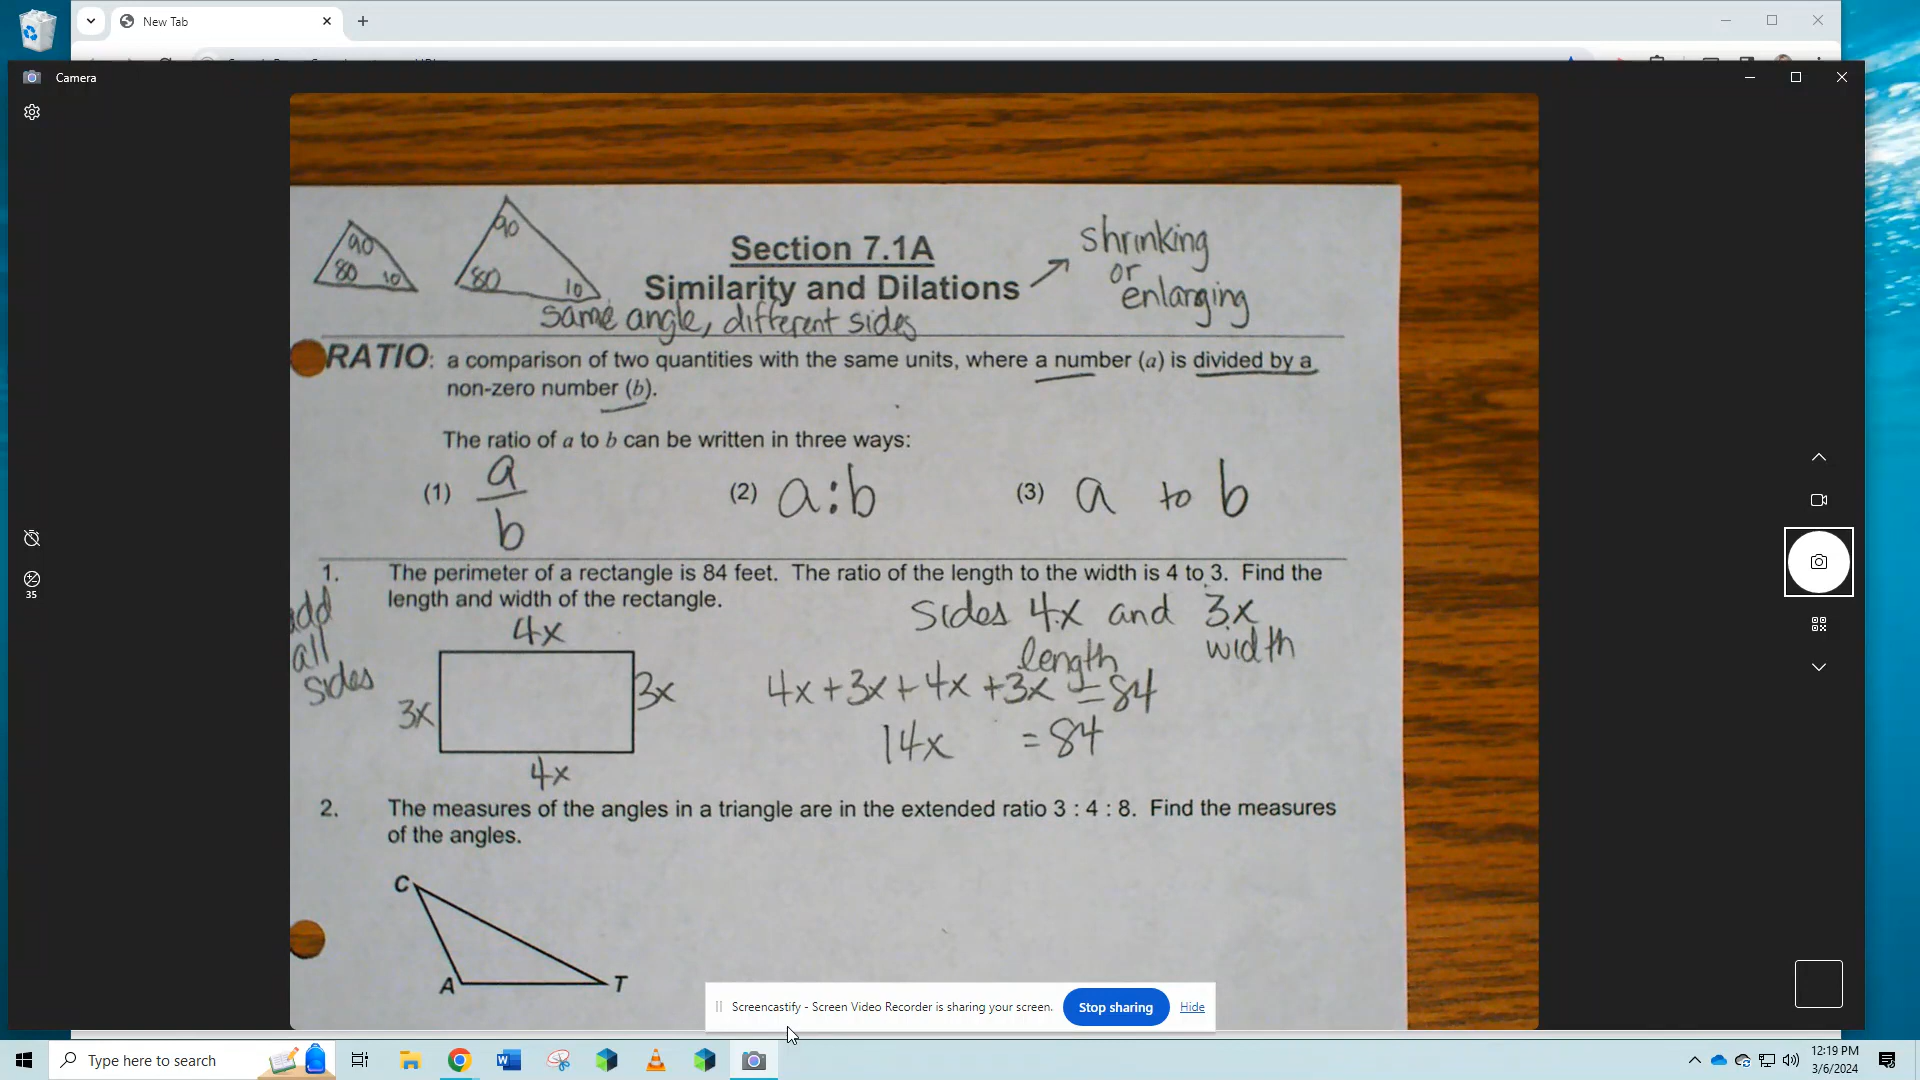 New Tab
Camera
90
80
10
90
80
10
Section 7.1A
Similarity and Dilations
shrinking
or
enlarging
same angle, different sides
RATIO: a comparison of two quantities with the same units, where a number (a) is divided by a
non-zero number (b).
The ratio of a to b can be written in three ways:
(1) a/b (2) a:b (3) a to b
1. The perimeter of a rectangle is 84 feet. The ratio of the length to the width is 4 to 3. Find the
length and width of the rectangle.
add
all
sides
sides 4x and 3x
length width
4x
3x
3x
4x
4x+3x+4x+3x=84
14x = 84
2. The measures of the angles in a triangle are in the extended ratio 3 : 4 : 8. Find the measures
of the angles.
C
A
T
35
Screencastify - Screen Video Recorder is sharing your screen.
Stop sharing
Hide
Type here to search
12:19 PM
3/6/2024